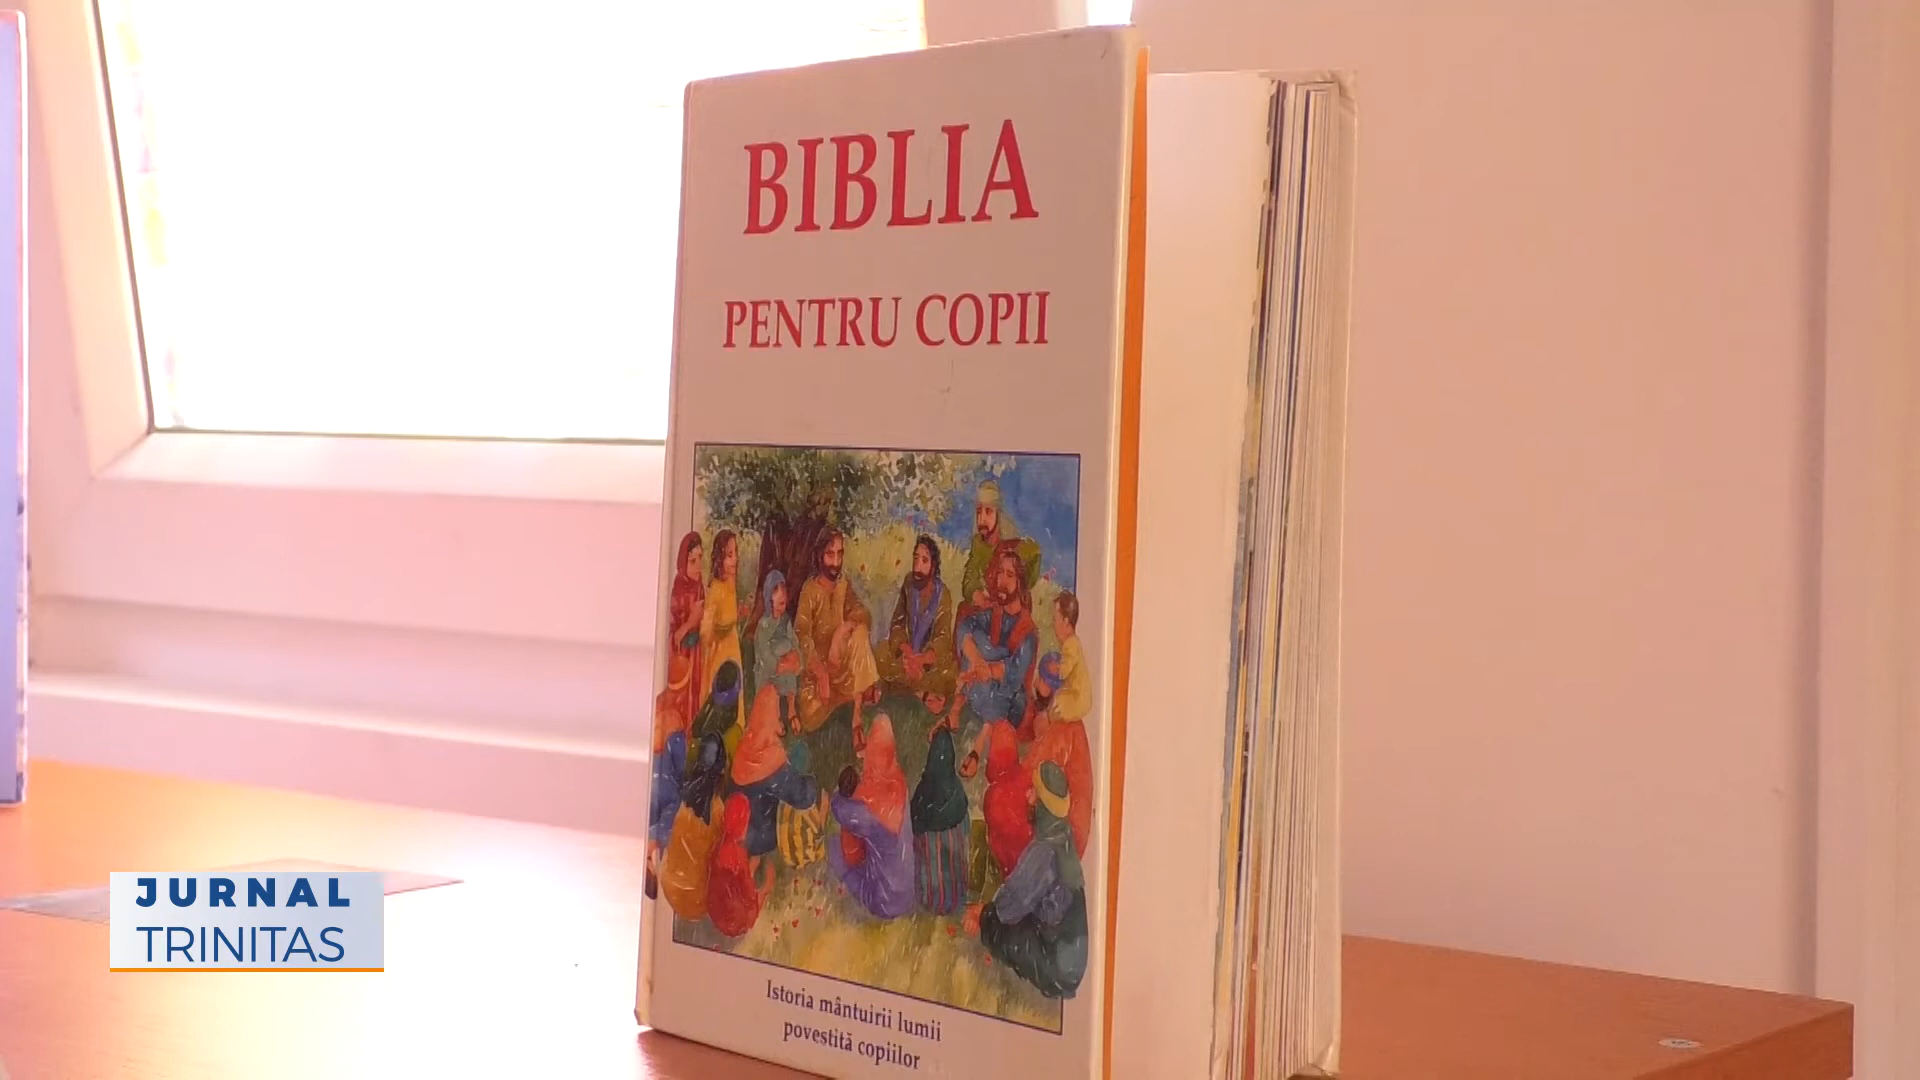 BIBLIA
PENTRU COPII
Istoria mântuirii lumii
povestită copiilor
JURNAL
TRINITAS